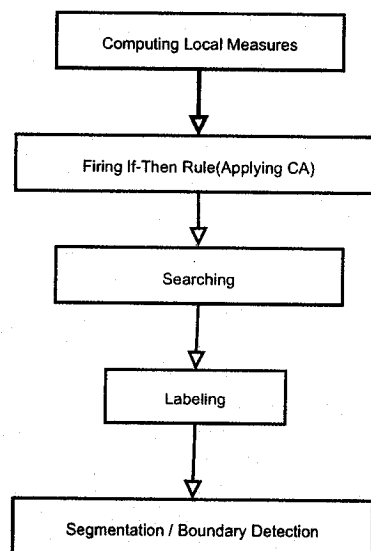 Computing Local Measures
Firing If-Then Rule(Applying CA)
Searching
Labeling
Segmentation / Boundary Detection